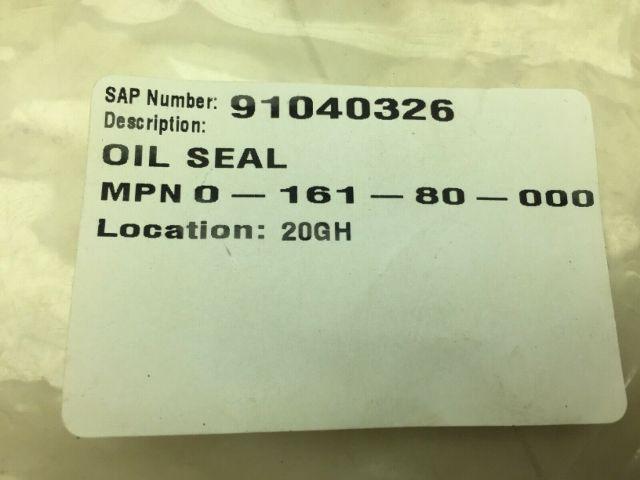 SAP Number: 91040326
Description:
OIL SEAL
MPN 0 — 161 — 80 — 000
Location: 20GH